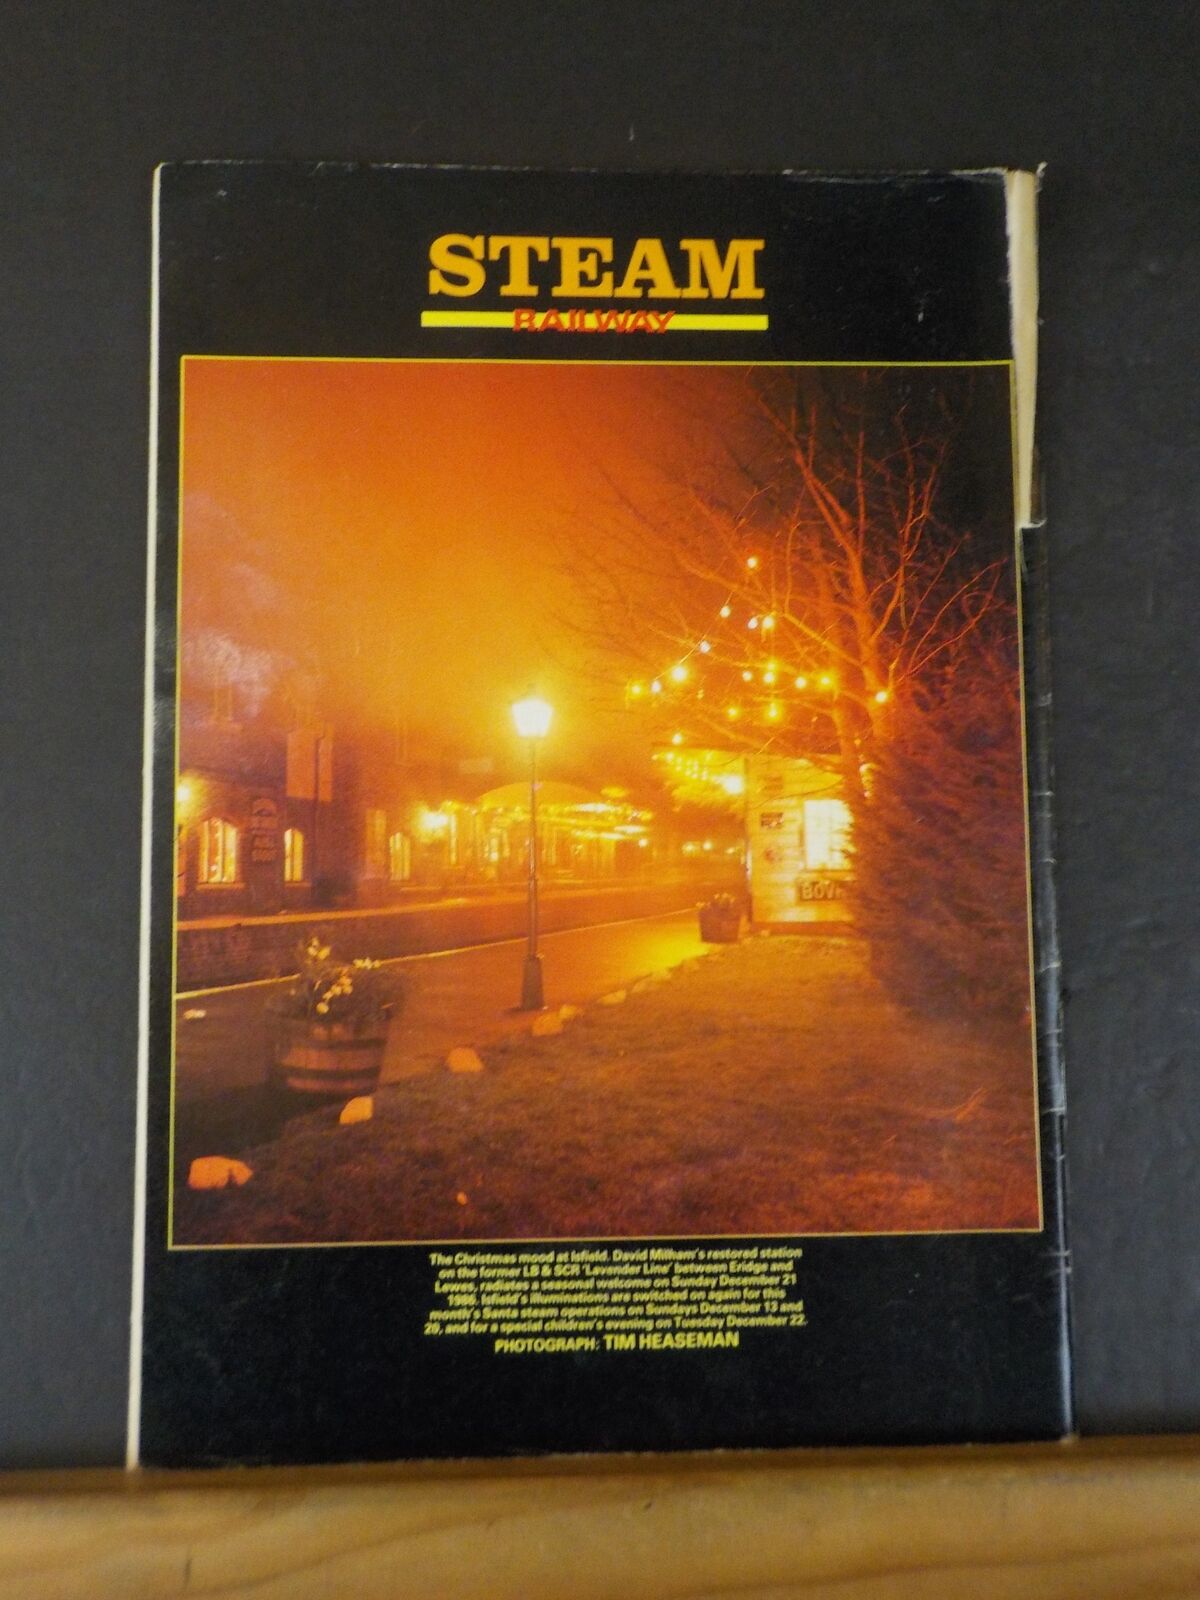 STEAM
RAILWAY
BOV
The Christmas mood at Isfield. David Milham's restored station
on the former LB & SCR 'Lavender Line' between Eridge and
Lewes, radiates a seasonal welcome on Sunday December 21
1986. Isfield's illuminations are switched on again for this
month's Santa steam operations on Sundays December 13 and
20, and for a special children's evening on Tuesday December 22.
PHOTOGRAPH: TIM HEASEMAN